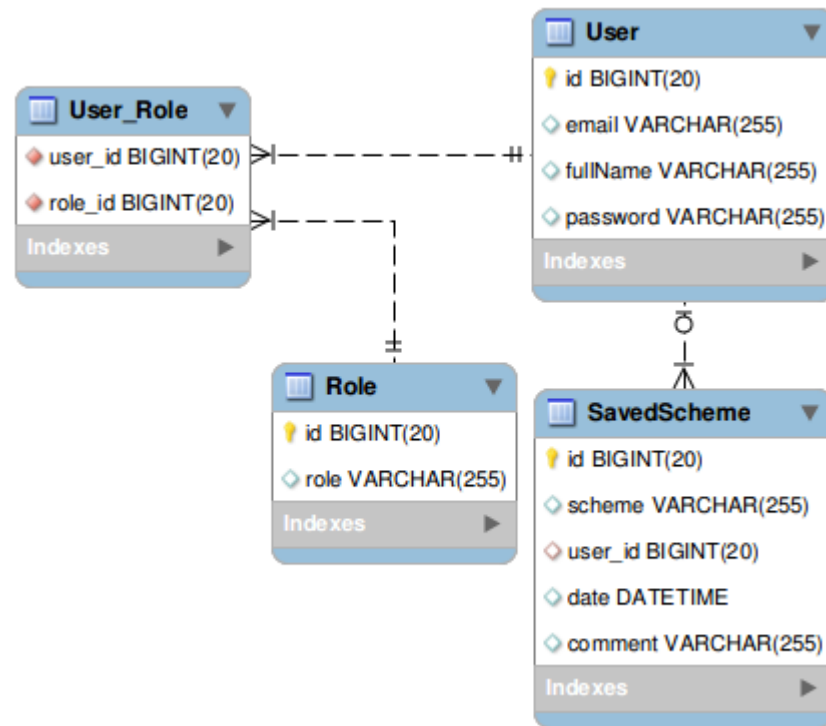 User
id BIGINT(20)
email VARCHAR(255)
fullName VARCHAR(255)
password VARCHAR(255)
Indexes
User_Role
user_id BIGINT(20)
role_id BIGINT(20)
Indexes
Role
id BIGINT(20)
role VARCHAR(255)
Indexes
SavedScheme
id BIGINT(20)
scheme VARCHAR(255)
user_id BIGINT(20)
date DATETIME
comment VARCHAR(255)
Indexes